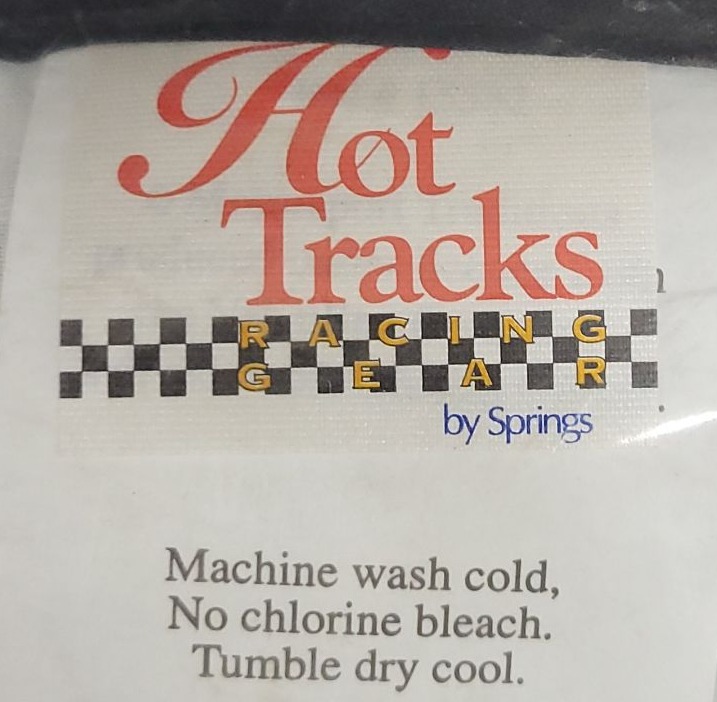 Hot
Tracks
RACING
GEAR
by Springs
Machine wash cold,
No chlorine bleach.
Tumble dry cool.